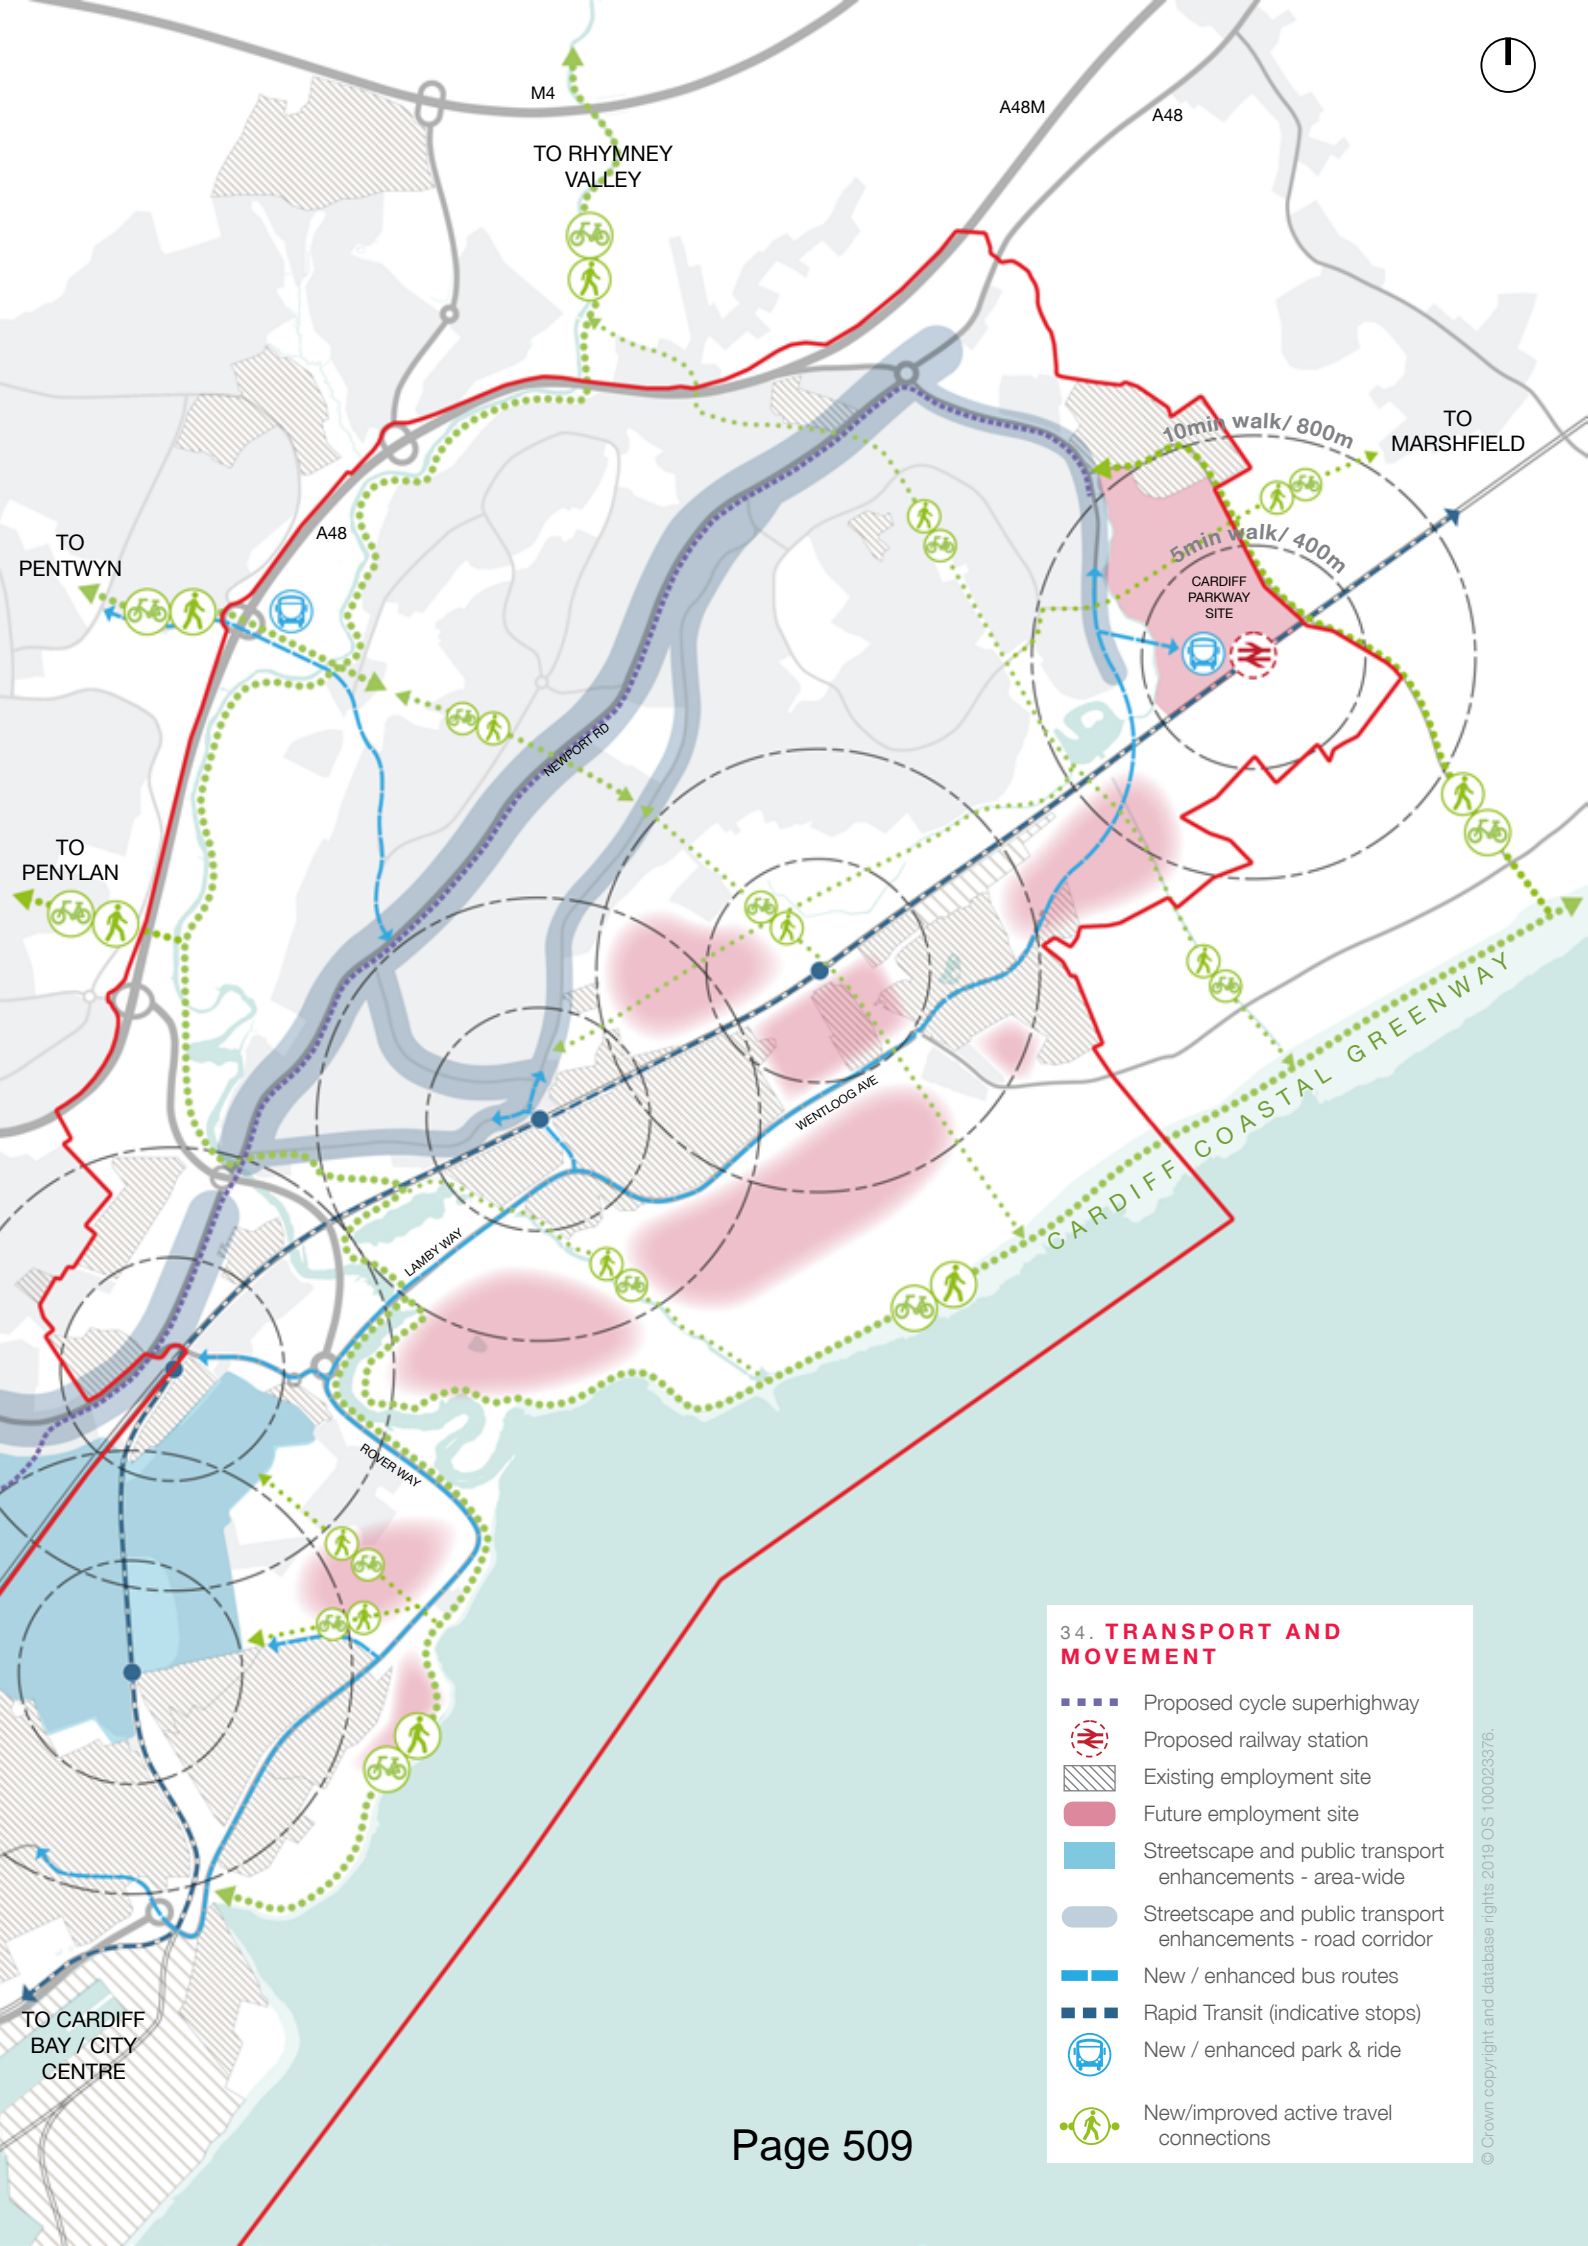 M4
A48M
A48
TO RHYMNEY
VALLEY
10min walk/ 800m
TO
MARSHFIELD
A48
5min walk/ 400m
TO
PENTWYN
CARDIFF
PARKWAY
SITE
NEWPORT RD
TO
PENYLAN
WENTLOOG AVE
CARDIFF COASTAL GREENWAY
LAMBY WAY
ROVER WAY
TO CARDIFF
BAY / CITY
CENTRE
34. TRANSPORT AND
MOVEMENT
Proposed cycle superhighway
Proposed railway station
Existing employment site
Future employment site
Streetscape and public transport
enhancements - area-wide
Streetscape and public transport
enhancements - road corridor
New / enhanced bus routes
Rapid Transit (indicative stops)
New / enhanced park & ride
New/improved active travel
connections
© Crown copyright and database rights 2019 OS 100023376.
Page 509